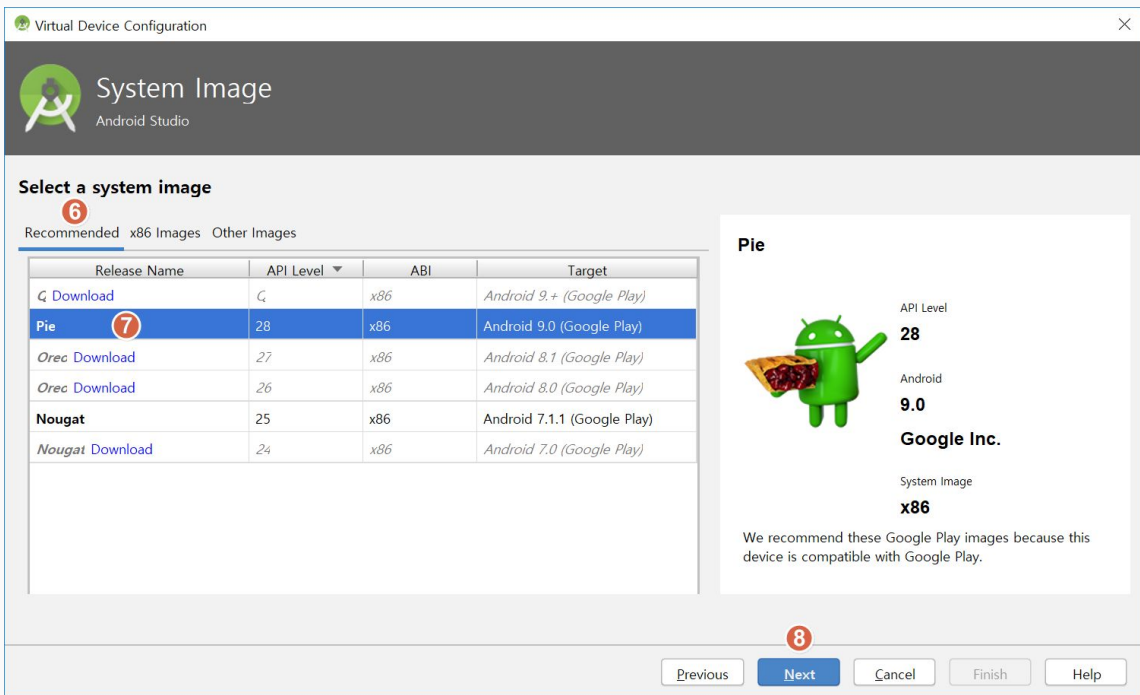 Virtual Device Configuration
System Image
Android Studio
Select a system image
6
Recommended x86 Images Other Images
Release Name API Level ABI Target
Q Download Q x86 Android 9.+ (Google Play)
Pie 7 28 x86 Android 9.0 (Google Play)
Oreo Download 27 x86 Android 8.1 (Google Play)
Oreo Download 26 x86 Android 8.0 (Google Play)
Nougat 25 x86 Android 7.1.1 (Google Play)
Nougat Download 24 x86 Android 7.0 (Google Play)
Pie
API Level
28
Android
9.0
Google Inc.
System Image
x86
We recommend these Google Play images because this
device is compatible with Google Play.
8
Previous Next Cancel Finish Help